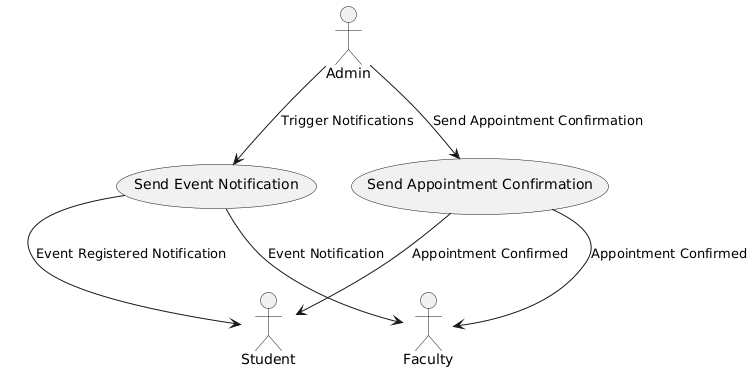 Admin
Trigger Notifications
Send Appointment Confirmation
Send Event Notification
Send Appointment Confirmation
Event Registered Notification
Event Notification
Appointment Confirmed
Appointment Confirmed
Student
Faculty